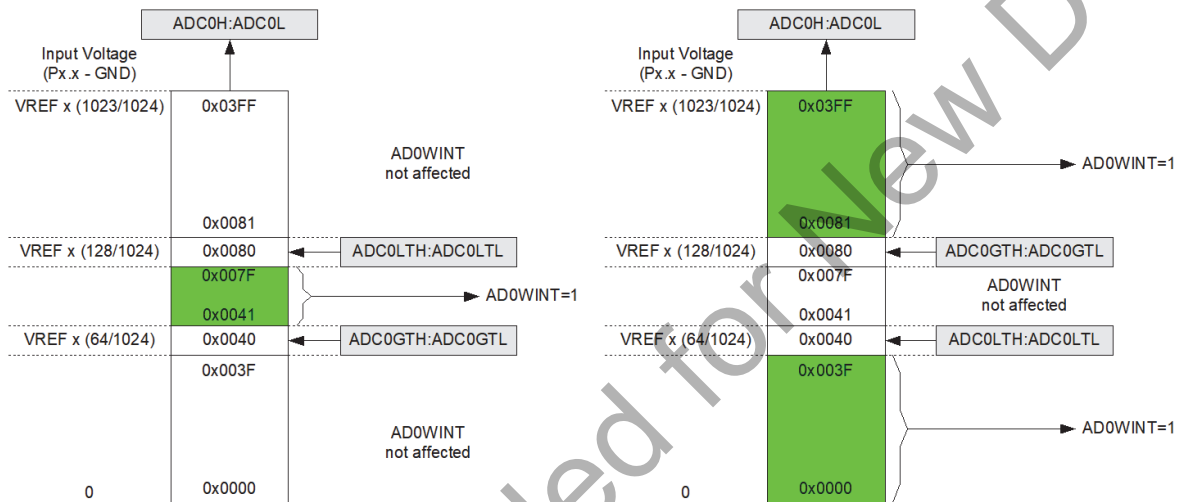 ADC0H:ADC0L
Input Voltage
(Px.x - GND)
VREF x (1023/1024)
0x03FF
AD0WINT
not affected
0x0081
VREF x (128/1024)
0x0080
ADC0LTH:ADC0LTL
0x007F
AD0WINT=1
0x0041
VREF x (64/1024)
0x0040
ADC0GTH:ADC0GTL
0x003F
AD0WINT
not affected
0
0x0000
ADC0H:ADC0L
Input Voltage
(Px.x - GND)
VREF x (1023/1024)
0x03FF
AD0WINT=1
0x0081
VREF x (128/1024)
0x0080
ADC0GTH:ADC0GTL
0x007F
AD0WINT
not affected
0x0041
VREF x (64/1024)
0x0040
ADC0LTH:ADC0LTL
0x003F
AD0WINT=1
0
0x0000
ded for New D